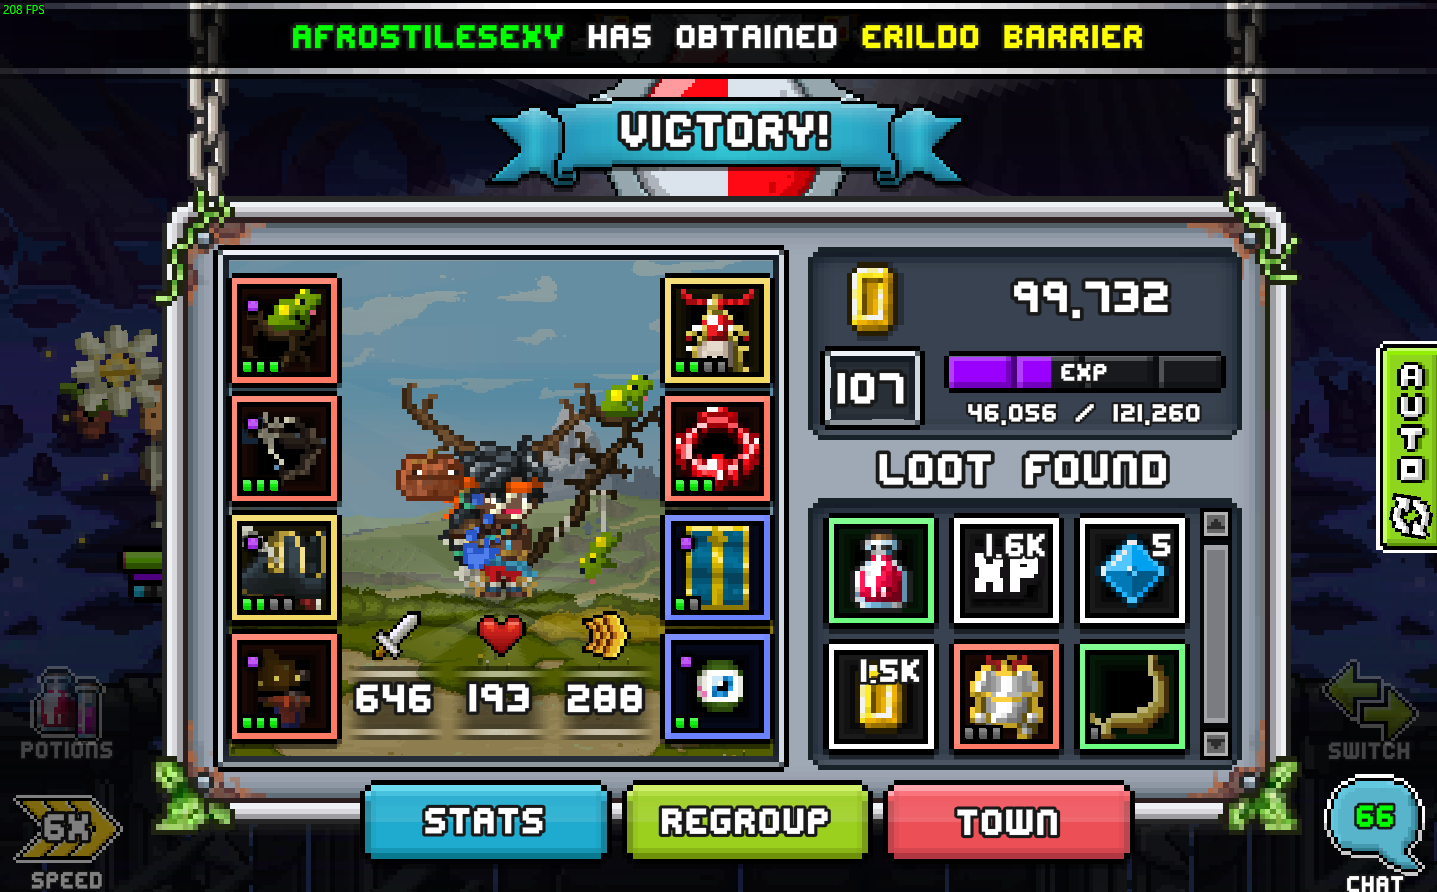 208 FPS
AFROSTILESEXY HAS OBTAINED ERILDO BARRIER
VICTORY!
99,732
107
EXP
46,056 / 121,260
LOOT FOUND
1.6K
XP
5
1.5K
646
193
288
STATS
REGROUP
TOWN
POTIONS
6X
SPEED
AUTO
SWITCH
66
CHAT